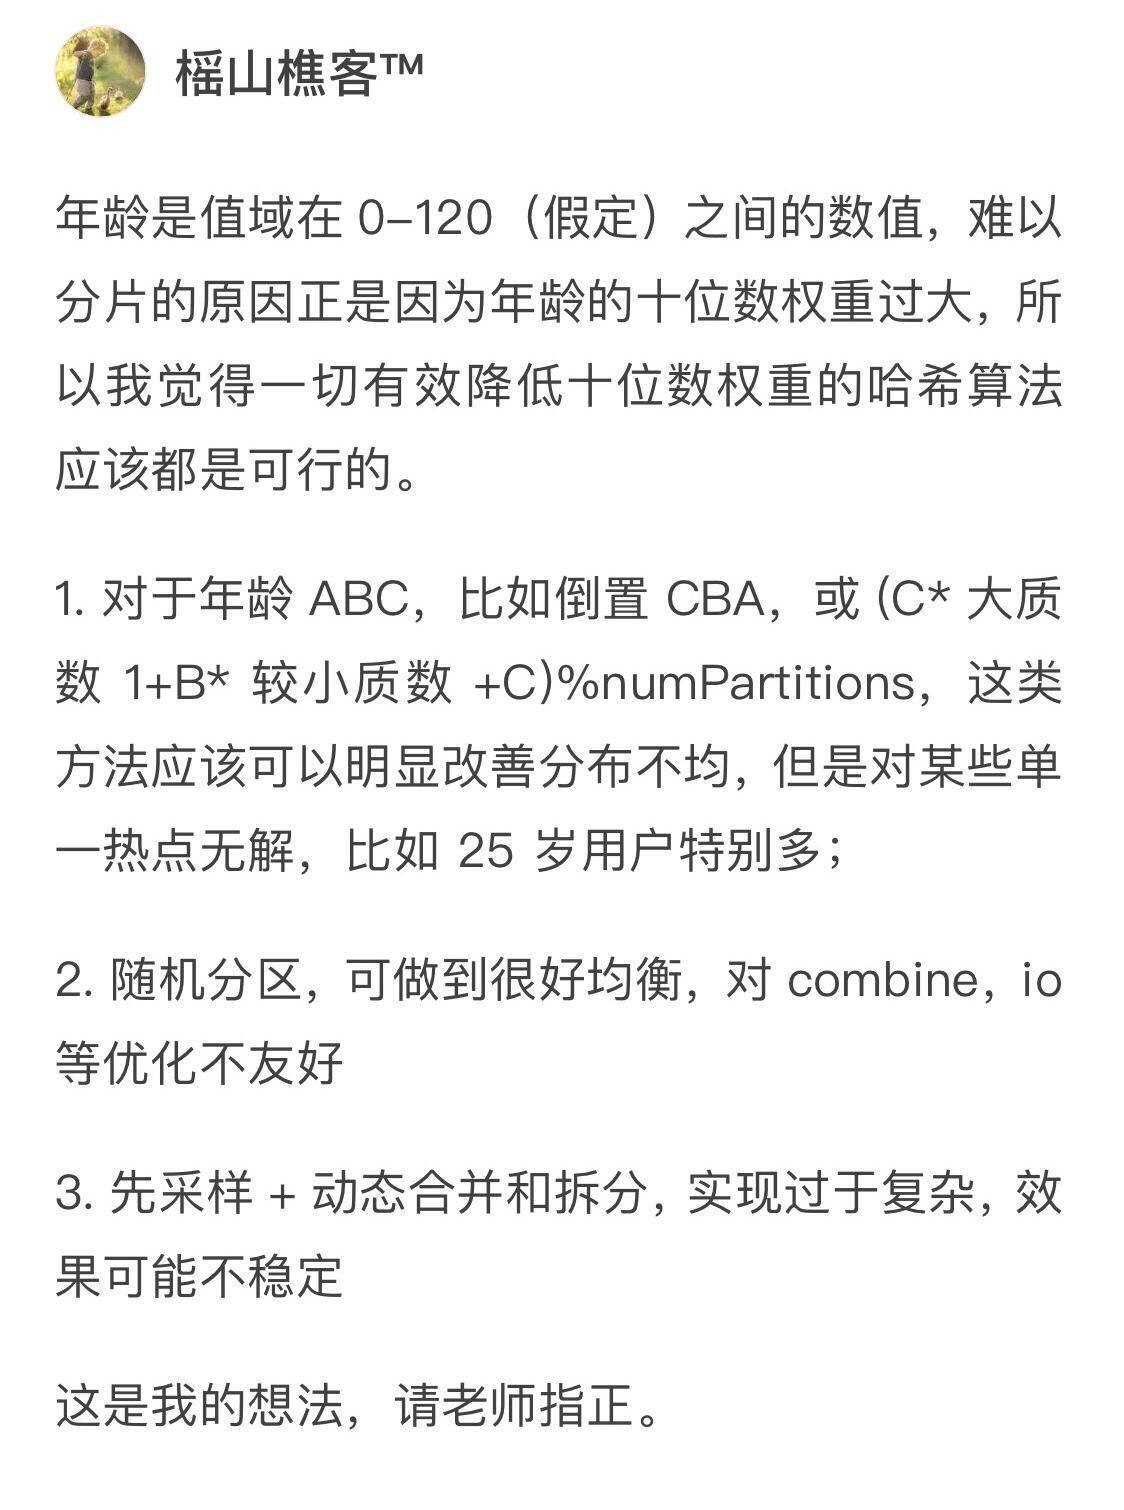 榣山樵客™
年龄是值域在 0-120（假定）之间的数值，难以
分片的原因正是因为年龄的十位数权重过大，所
以我觉得一切有效降低十位数权重的哈希算法
应该都是可行的。
1. 对于年龄 ABC，比如倒置 CBA，或 (C* 大质
数 1+B* 较小质数 +C)%numPartitions，这类
方法应该可以明显改善分布不均，但是对某些单
一热点无解，比如 25 岁用户特别多；
2. 随机分区，可做到很好均衡，对 combine，io
等优化不友好
3. 先采样 + 动态合并和拆分，实现过于复杂，效
果可能不稳定
这是我的想法，请老师指正。